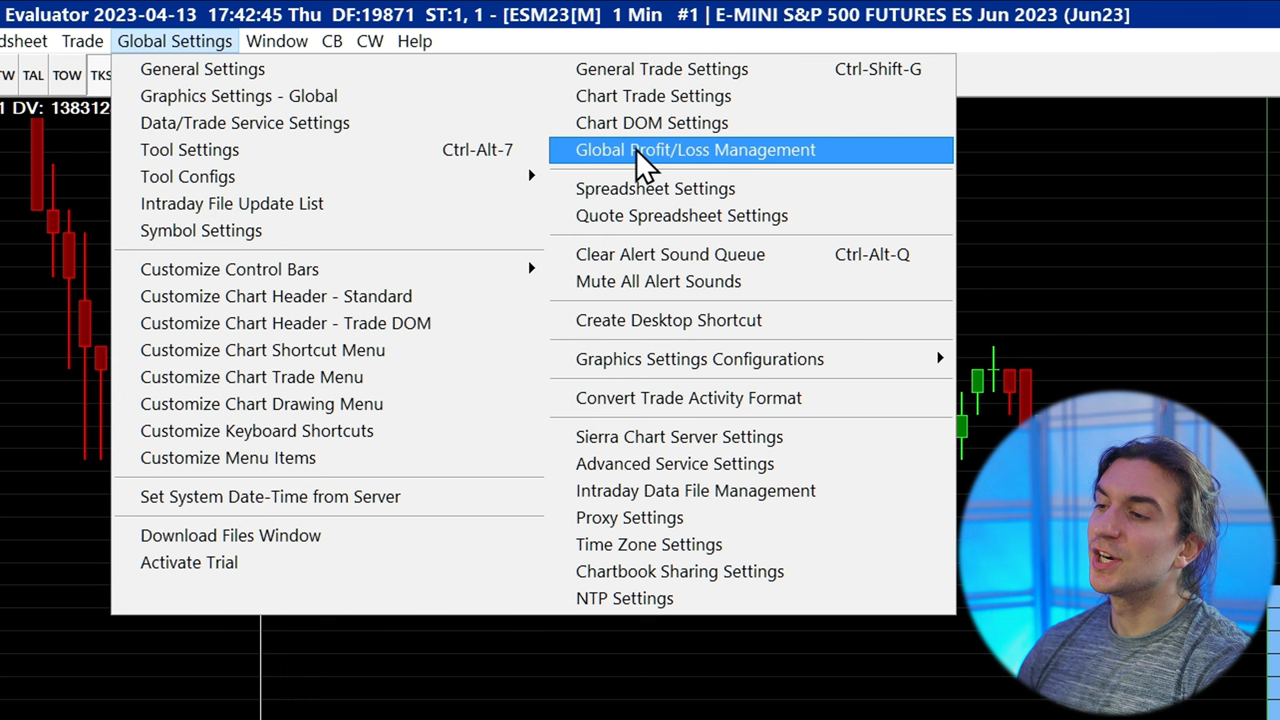 Evaluator 2023-04-13 17:42:45 Thu DF:19871 ST:1, 1 - [ESM23[M] 1 Min #1 | E-MINI S&P 500 FUTURES ES Jun 2023 (Jun23)]
dsheet Trade Global Settings Window CB CW Help
TW TAL TOW TKS
1 DV: 138312
General Settings
Graphics Settings - Global
Data/Trade Service Settings
Tool Settings Ctrl-Alt-7
Tool Configs
Intraday File Update List
Symbol Settings
Customize Control Bars
Customize Chart Header - Standard
Customize Chart Header - Trade DOM
Customize Chart Shortcut Menu
Customize Chart Trade Menu
Customize Chart Drawing Menu
Customize Keyboard Shortcuts
Customize Menu Items
Set System Date-Time from Server
Download Files Window
Activate Trial
General Trade Settings Ctrl-Shift-G
Chart Trade Settings
Chart DOM Settings
Global Profit/Loss Management
Spreadsheet Settings
Quote Spreadsheet Settings
Clear Alert Sound Queue Ctrl-Alt-Q
Mute All Alert Sounds
Create Desktop Shortcut
Graphics Settings Configurations
Convert Trade Activity Format
Sierra Chart Server Settings
Advanced Service Settings
Intraday Data File Management
Proxy Settings
Time Zone Settings
Chartbook Sharing Settings
NTP Settings